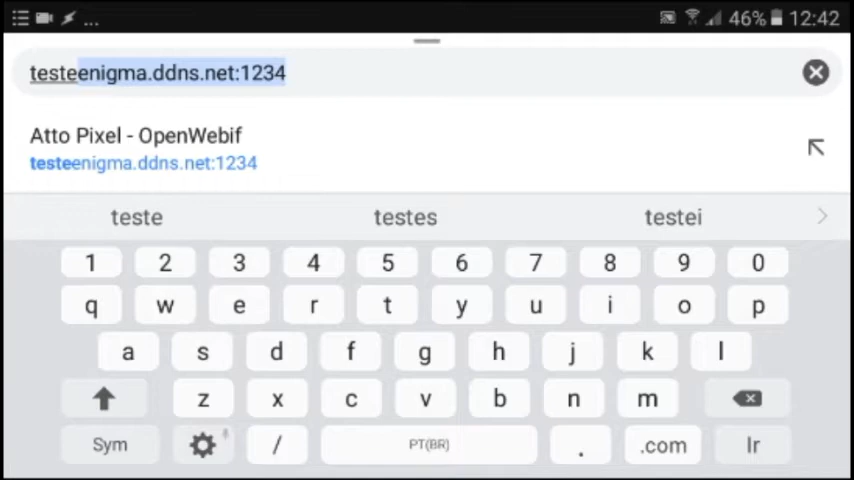 ... 46% 12:42
testeenigma.ddns.net:1234
Atto Pixel - OpenWebif
testeenigma.ddns.net:1234
teste testes testei
1 2 3 4 5 6 7 8 9 0
q w e r t y u i o p
a s d f g h j k l
z x c v b n m
Sym / PT(BR) . .com Ir